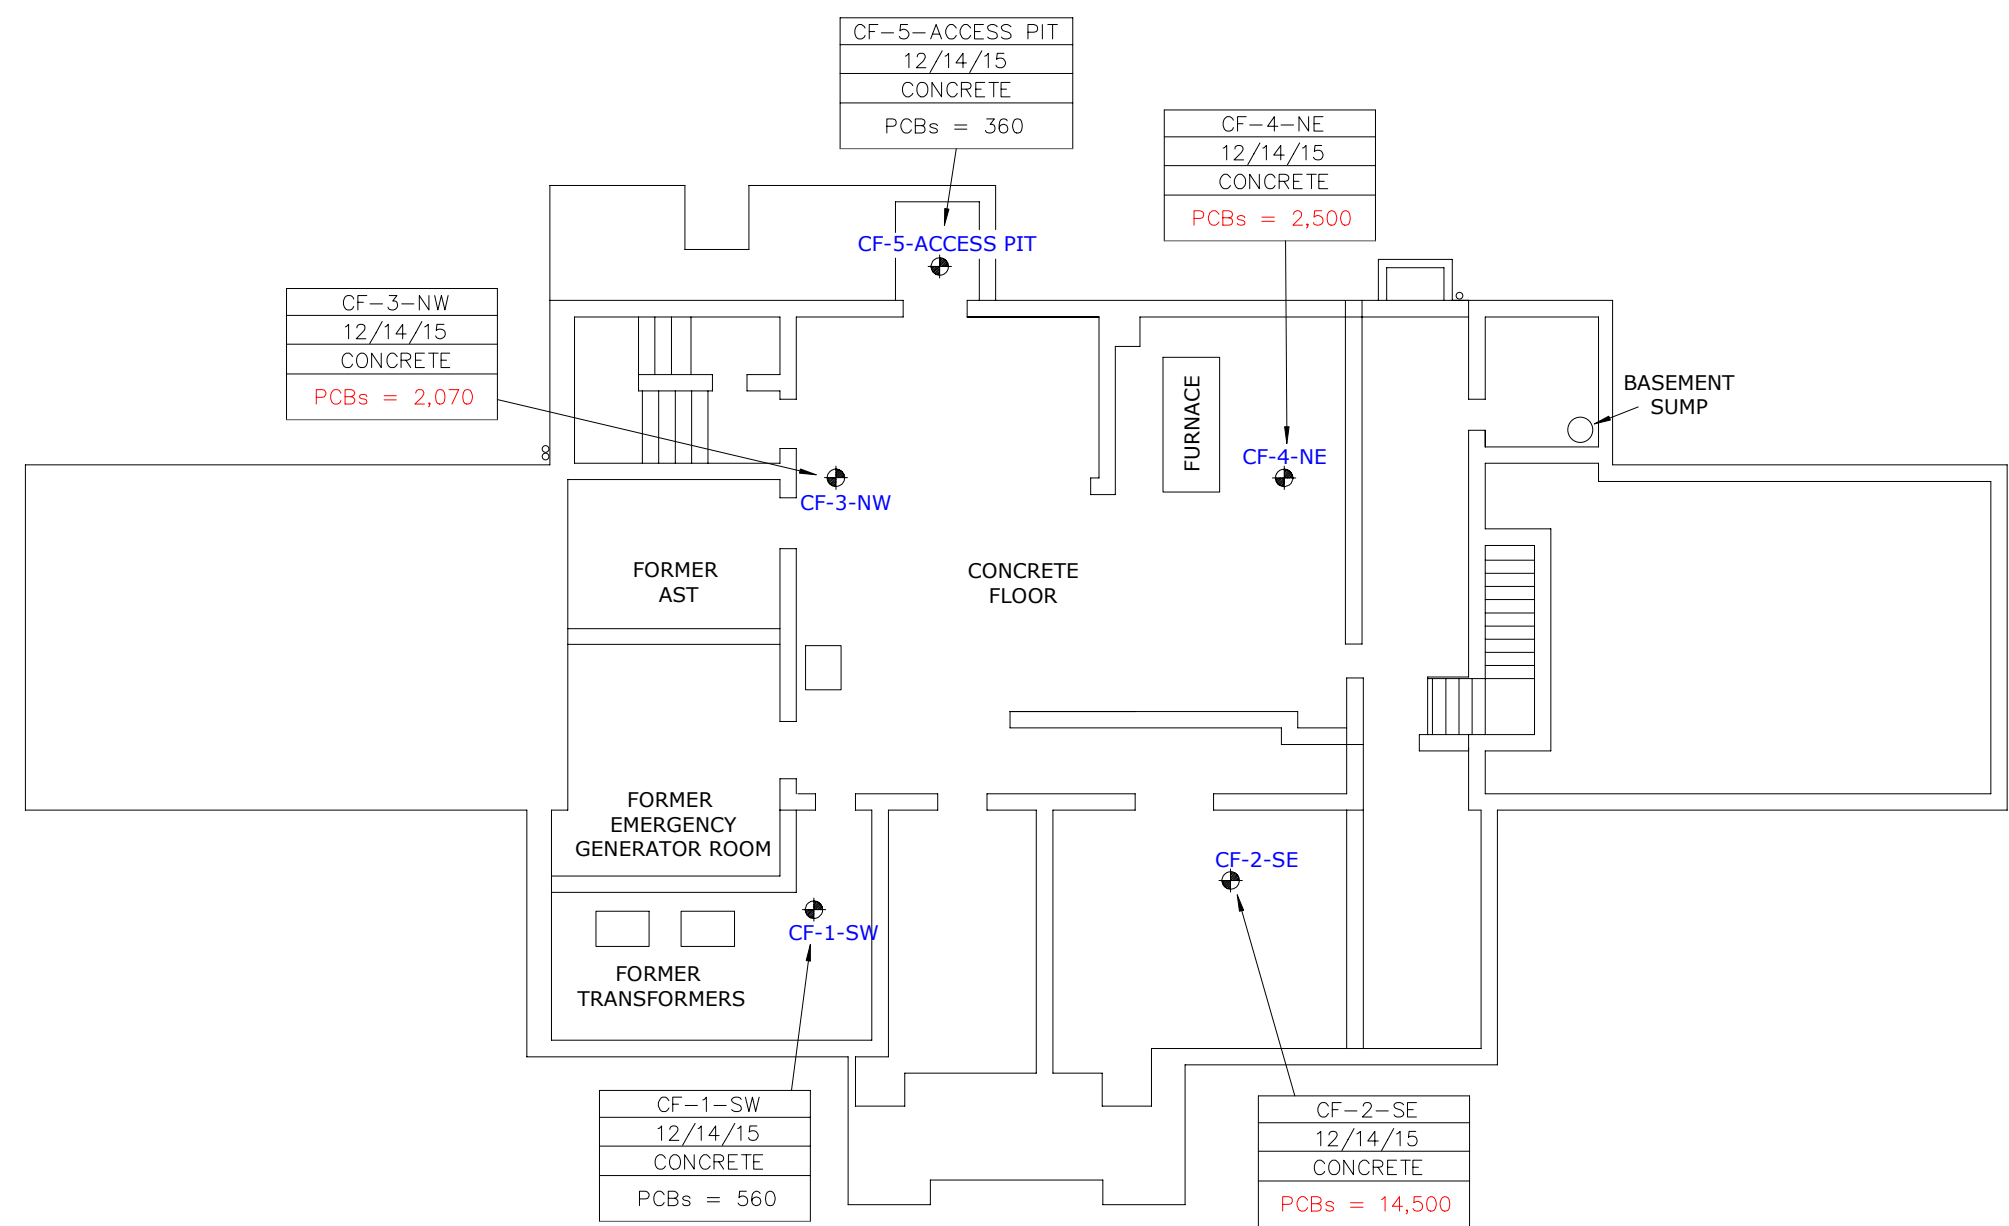 CF-5-ACCESS PIT
12/14/15
CONCRETE
PCBs = 360
CF-4-NE
12/14/15
CONCRETE
PCBs = 2,500
CF-5-ACCESS PIT
CF-3-NW
12/14/15
CONCRETE
PCBs = 2,070
FURNACE
BASEMENT
SUMP
CF-4-NE
CF-3-NW
FORMER
AST
CONCRETE
FLOOR
FORMER
EMERGENCY
GENERATOR ROOM
CF-2-SE
CF-1-SW
FORMER
TRANSFORMERS
CF-1-SW
12/14/15
CONCRETE
PCBs = 560
CF-2-SE
12/14/15
CONCRETE
PCBs = 14,500